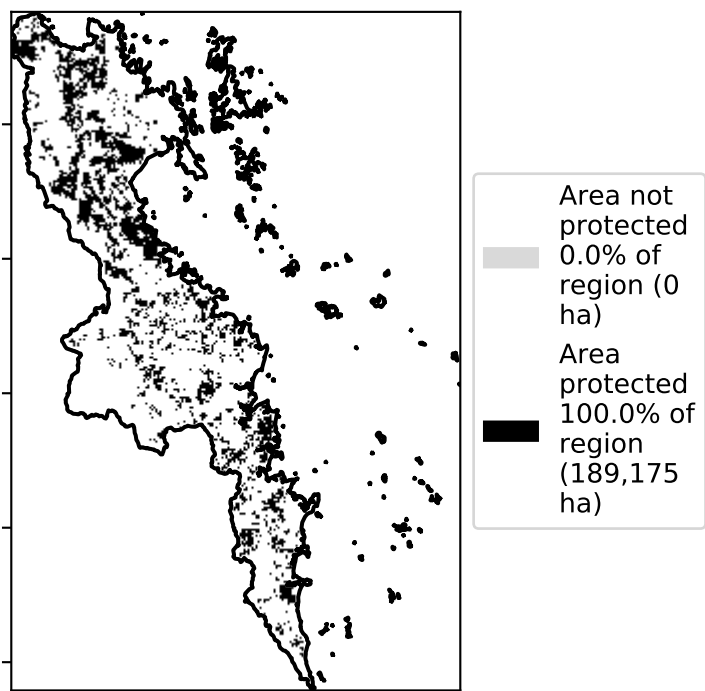 Area not
protected
0.0% of
region (0
ha)
Area
protected
100.0% of
region
(189,175
ha)